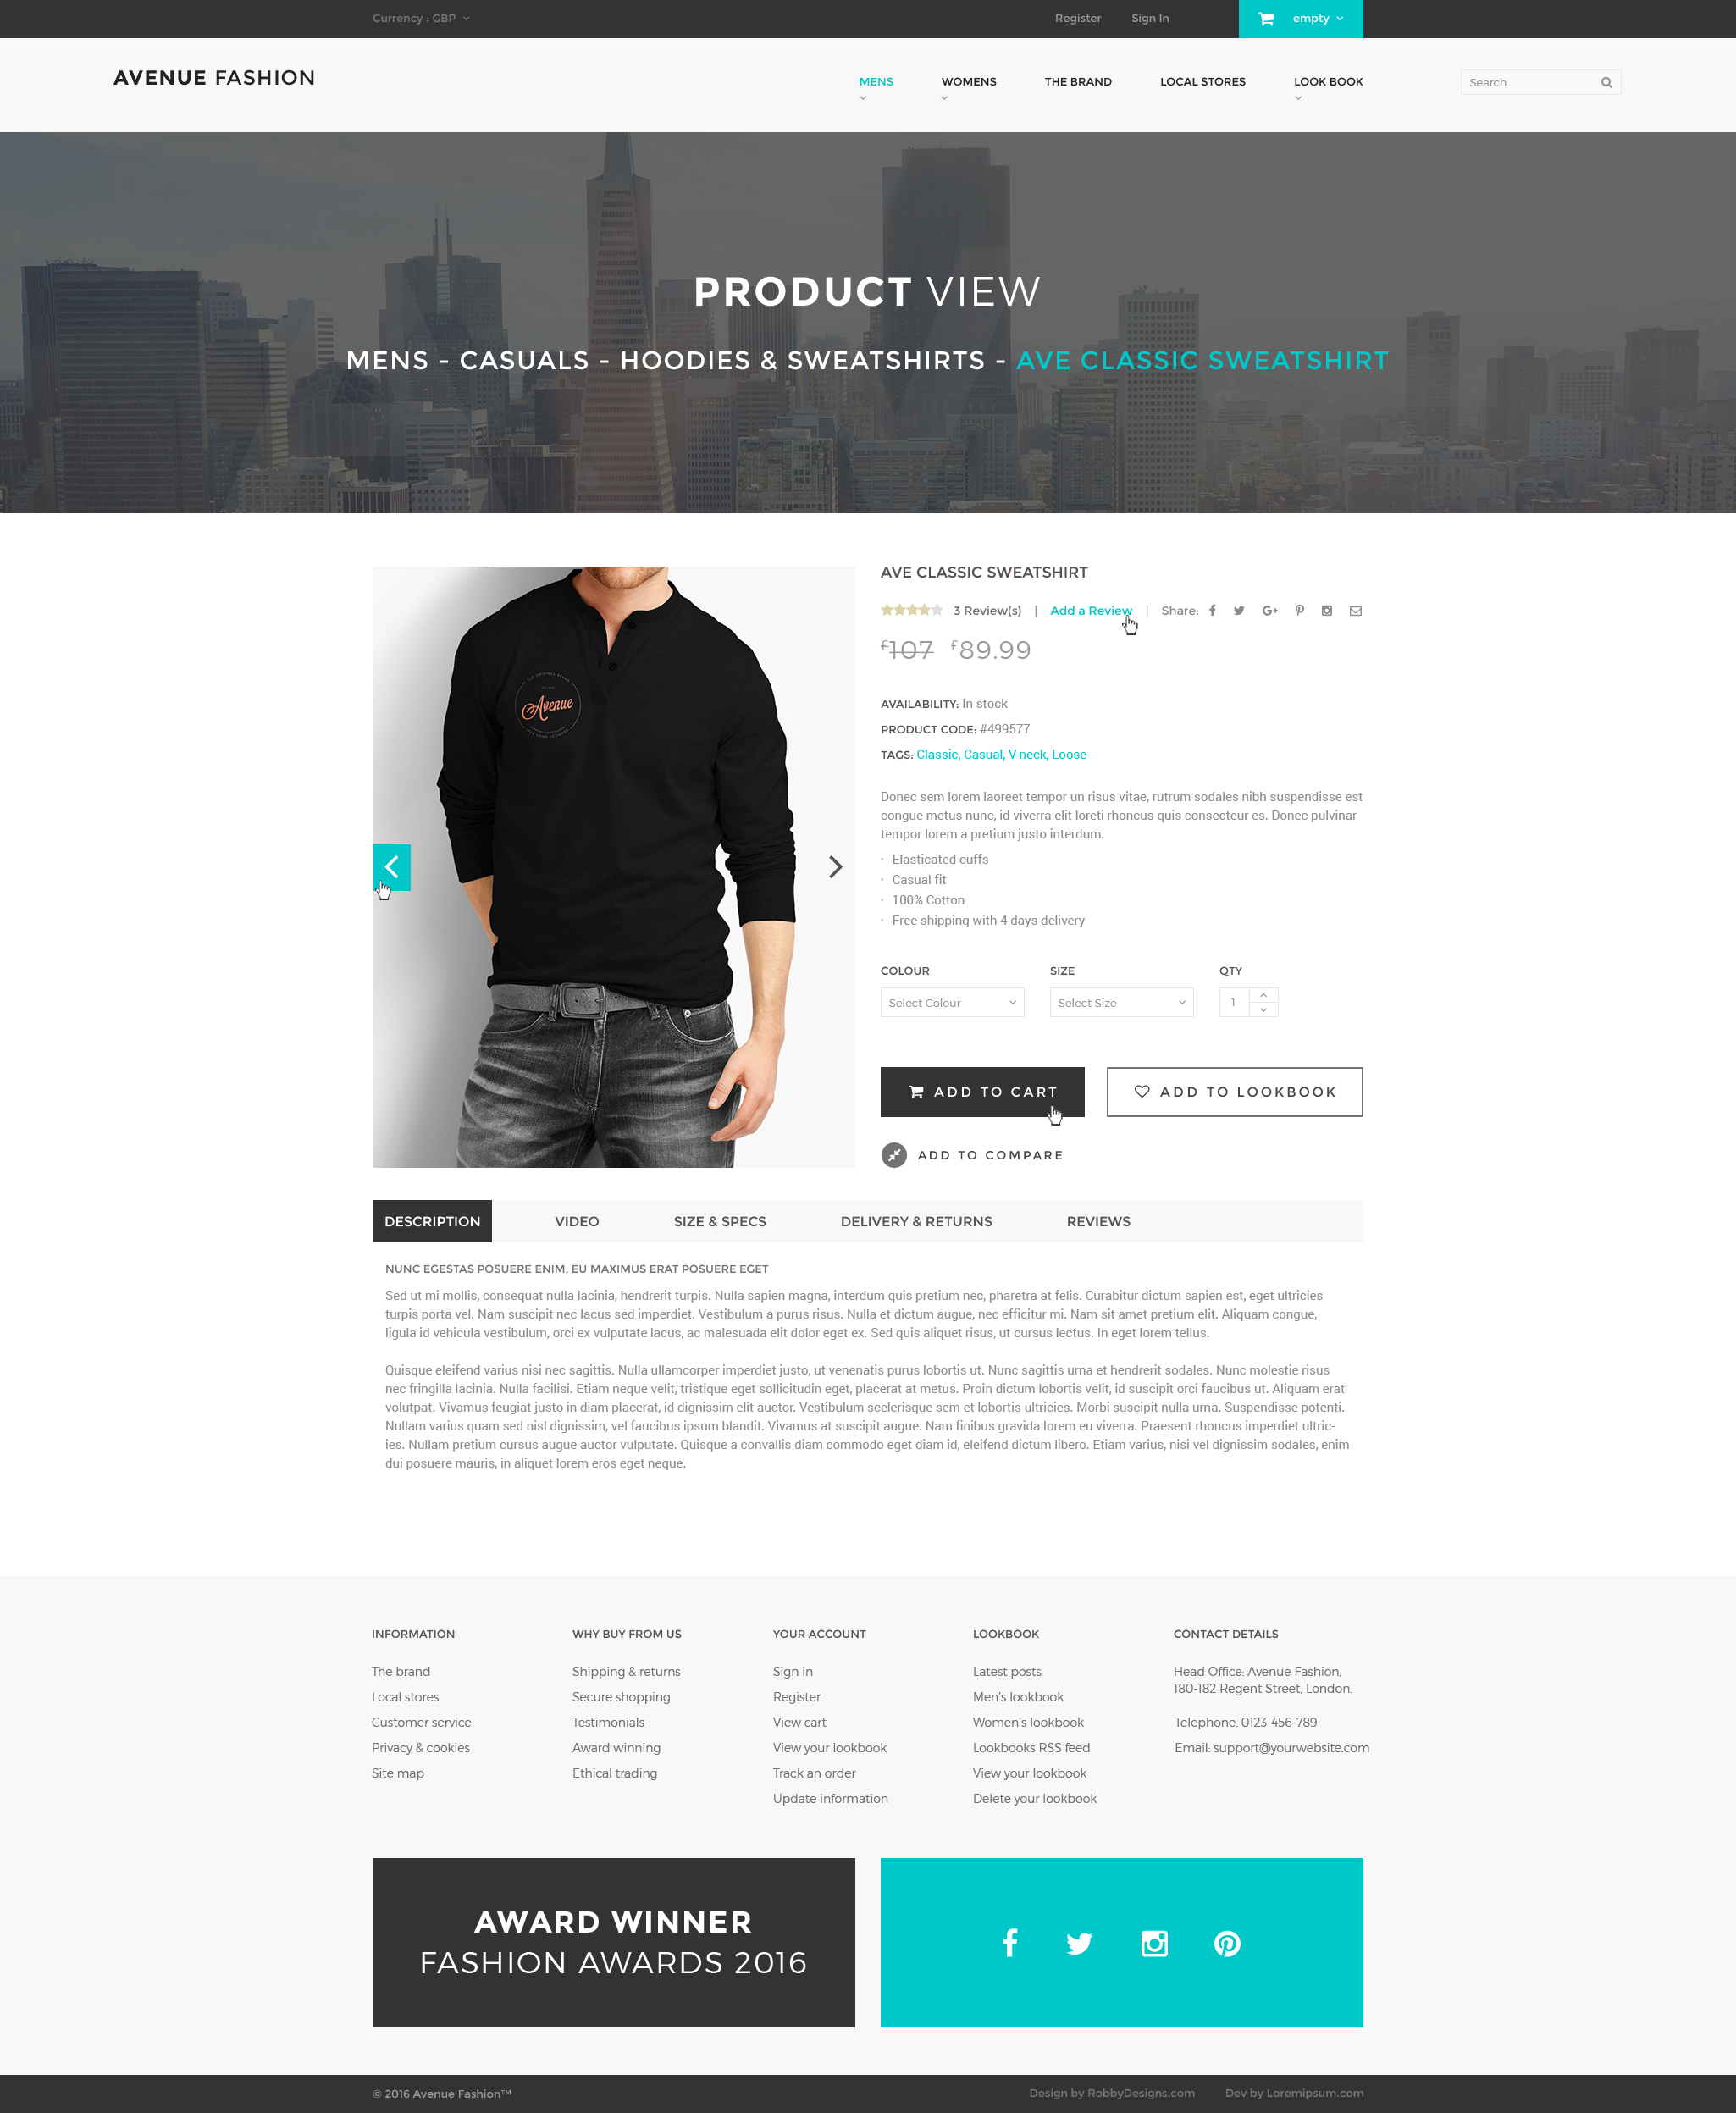 Currency : GBP
Register
Sign In
empty
AVENUE FASHION
MENS
WOMENS
THE BRAND
LOCAL STORES
LOOK BOOK
Search..
PRODUCT VIEW
MENS - CASUALS - HOODIES & SWEATSHIRTS - AVE CLASSIC SWEATSHIRT
Avenue
AVE CLASSIC SWEATSHIRT
3 Review(s) | Add a Review | Share:
£107 £89.99
AVAILABILITY: In stock
PRODUCT CODE: #499577
TAGS: Classic, Casual, V-neck, Loose
Donec sem lorem laoreet tempor un risus vitae, rutrum sodales nibh suspendisse est
congue metus nunc, id viverra elit loreti rhoncus quis consecteur es. Donec pulvinar
tempor lorem a pretium justo interdum.
• Elasticated cuffs
• Casual fit
• 100% Cotton
• Free shipping with 4 days delivery
COLOUR
SIZE
QTY
Select Colour
Select Size
1
ADD TO CART
ADD TO LOOKBOOK
ADD TO COMPARE
DESCRIPTION
VIDEO
SIZE & SPECS
DELIVERY & RETURNS
REVIEWS
NUNC EGESTAS POSUERE ENIM, EU MAXIMUS ERAT POSUERE EGET
Sed ut mi mollis, consequat nulla lacinia, hendrerit turpis. Nulla sapien magna, interdum quis pretium nec, pharetra at felis. Curabitur dictum sapien est, eget ultricies
turpis porta vel. Nam suscipit nec lacus sed imperdiet. Vestibulum a purus risus. Nulla et dictum augue, nec efficitur mi. Nam sit amet pretium elit. Aliquam congue,
ligula id vehicula vestibulum, orci ex vulputate lacus, ac malesuada elit dolor eget ex. Sed quis aliquet risus, ut cursus lectus. In eget lorem tellus.
Quisque eleifend varius nisi nec sagittis. Nulla ullamcorper imperdiet justo, ut venenatis purus lobortis ut. Nunc sagittis urna et hendrerit sodales. Nunc molestie risus
nec fringilla lacinia. Nulla facilisi. Etiam neque velit, tristique eget sollicitudin eget, placerat at metus. Proin dictum lobortis velit, id suscipit orci faucibus ut. Aliquam erat
volutpat. Vivamus feugiat justo in diam placerat, id dignissim elit auctor. Vestibulum scelerisque sem et lobortis ultricies. Morbi suscipit nulla urna. Suspendisse potenti.
Nullam varius quam sed nisl dignissim, vel faucibus ipsum blandit. Vivamus at suscipit augue. Nam finibus gravida lorem eu viverra. Praesent rhoncus imperdiet ultric-
ies. Nullam pretium cursus augue auctor vulputate. Quisque a convallis diam commodo eget diam id, eleifend dictum libero. Etiam varius, nisi vel dignissim sodales, enim
dui posuere mauris, in aliquet lorem eros eget neque.
INFORMATION
The brand
Local stores
Customer service
Privacy & cookies
Site map
WHY BUY FROM US
Shipping & returns
Secure shopping
Testimonials
Award winning
Ethical trading
YOUR ACCOUNT
Sign in
Register
View cart
View your lookbook
Track an order
Update information
LOOKBOOK
Latest posts
Men's lookbook
Women's lookbook
Lookbooks RSS feed
View your lookbook
Delete your lookbook
CONTACT DETAILS
Head Office: Avenue Fashion,
180-182 Regent Street, London.
Telephone: 0123-456-789
Email: support@yourwebsite.com
AWARD WINNER
FASHION AWARDS 2016
© 2016 Avenue Fashion™
Design by RobbyDesigns.com
Dev by Loremipsum.com